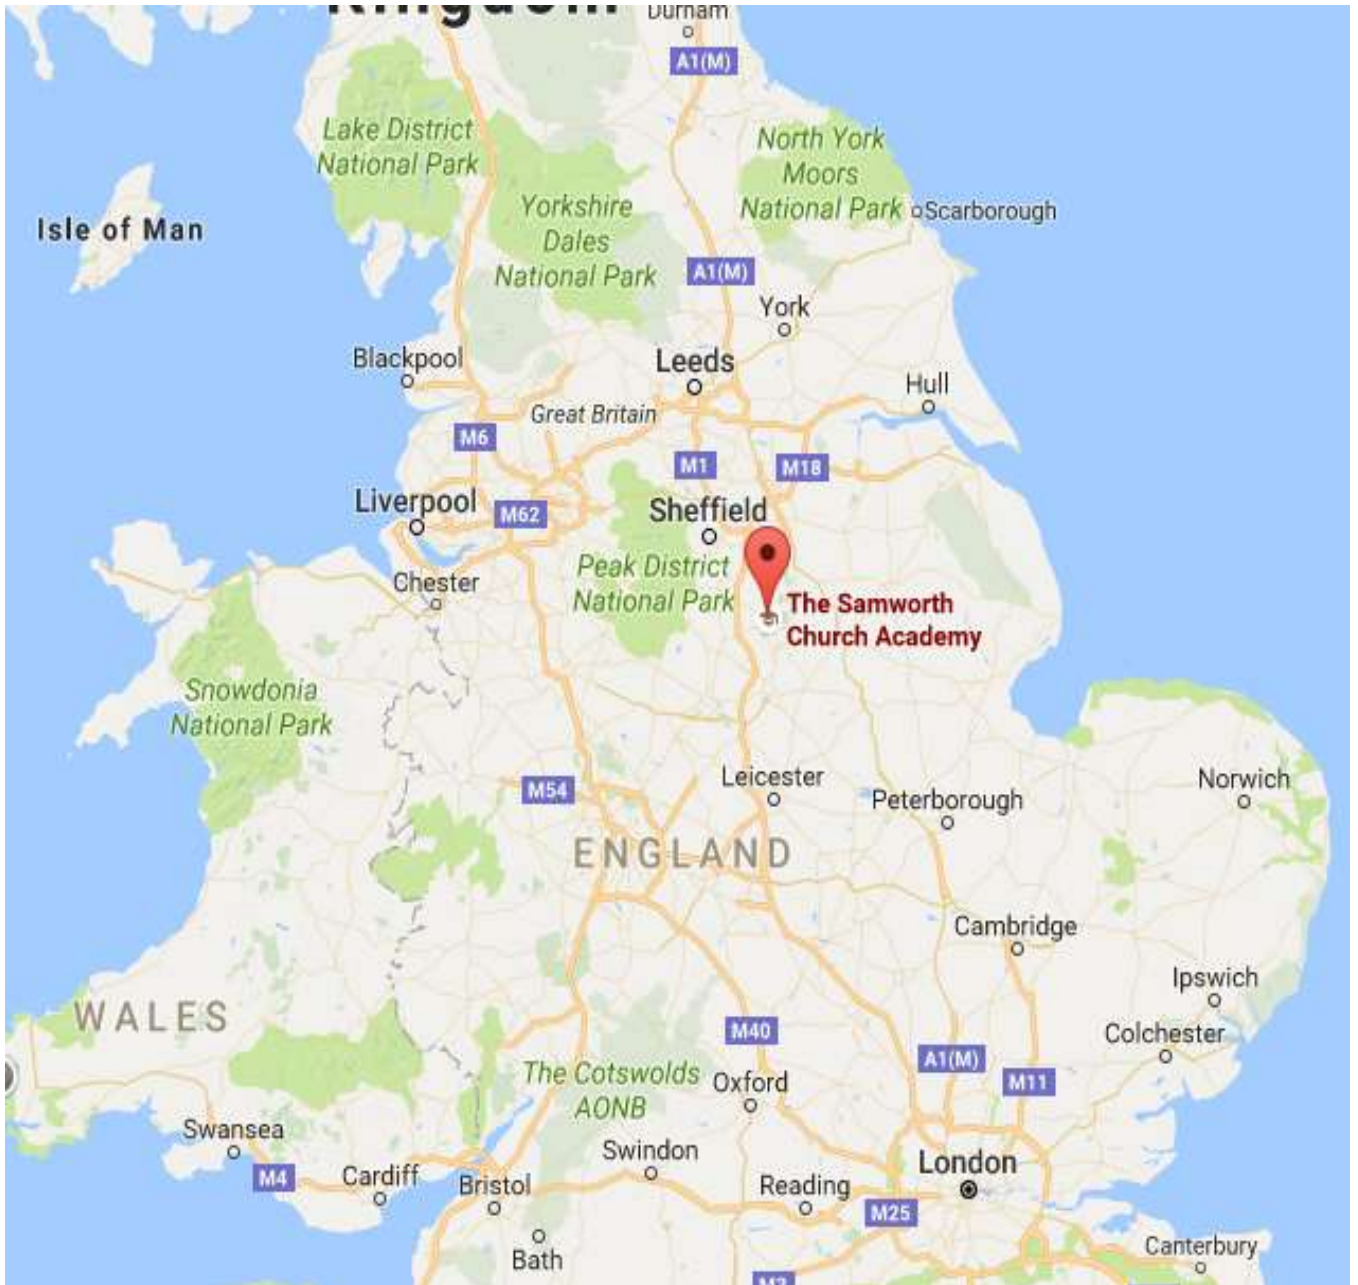 Kingdom
Durham
A1(M)
Lake District
National Park
North York
Moors
National Park
Scarborough
Yorkshire
Dales
National Park
Isle of Man
A1(M)
York
Blackpool
Leeds
Hull
Great Britain
M6
M1
M18
Liverpool
M62
Sheffield
Peak District
National Park
Chester
The Samworth
Church Academy
Snowdonia
National Park
M54
Leicester
Peterborough
Norwich
ENGLAND
Cambridge
Ipswich
WALES
M40
Colchester
A1(M)
M11
The Cotswolds
AONB
Oxford
Swansea
M4
Cardiff
Bristol
Swindon
Reading
London
M25
Bath
Canterbury
M3